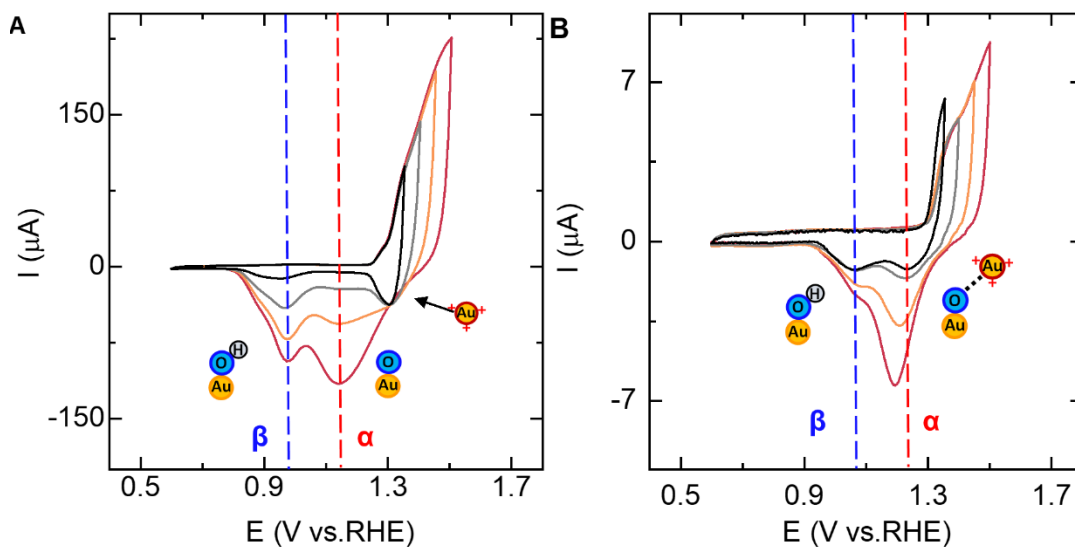 A
I (µA)
150
0
-150
0.5
0.9
1.3
1.7
E (V vs.RHE)
β
α
H
O
Au
O
Au
+Au+
+
B
I (µA)
7
0
-7
0.5
0.9
1.3
1.7
E (V vs.RHE)
β
α
H
O
Au
+Au+
+
O
Au